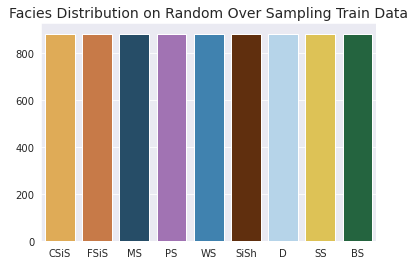 Facies Distribution on Random Over Sampling Train Data
800
600
400
200
0
CSiS FSiS MS PS WS SiSh D SS BS